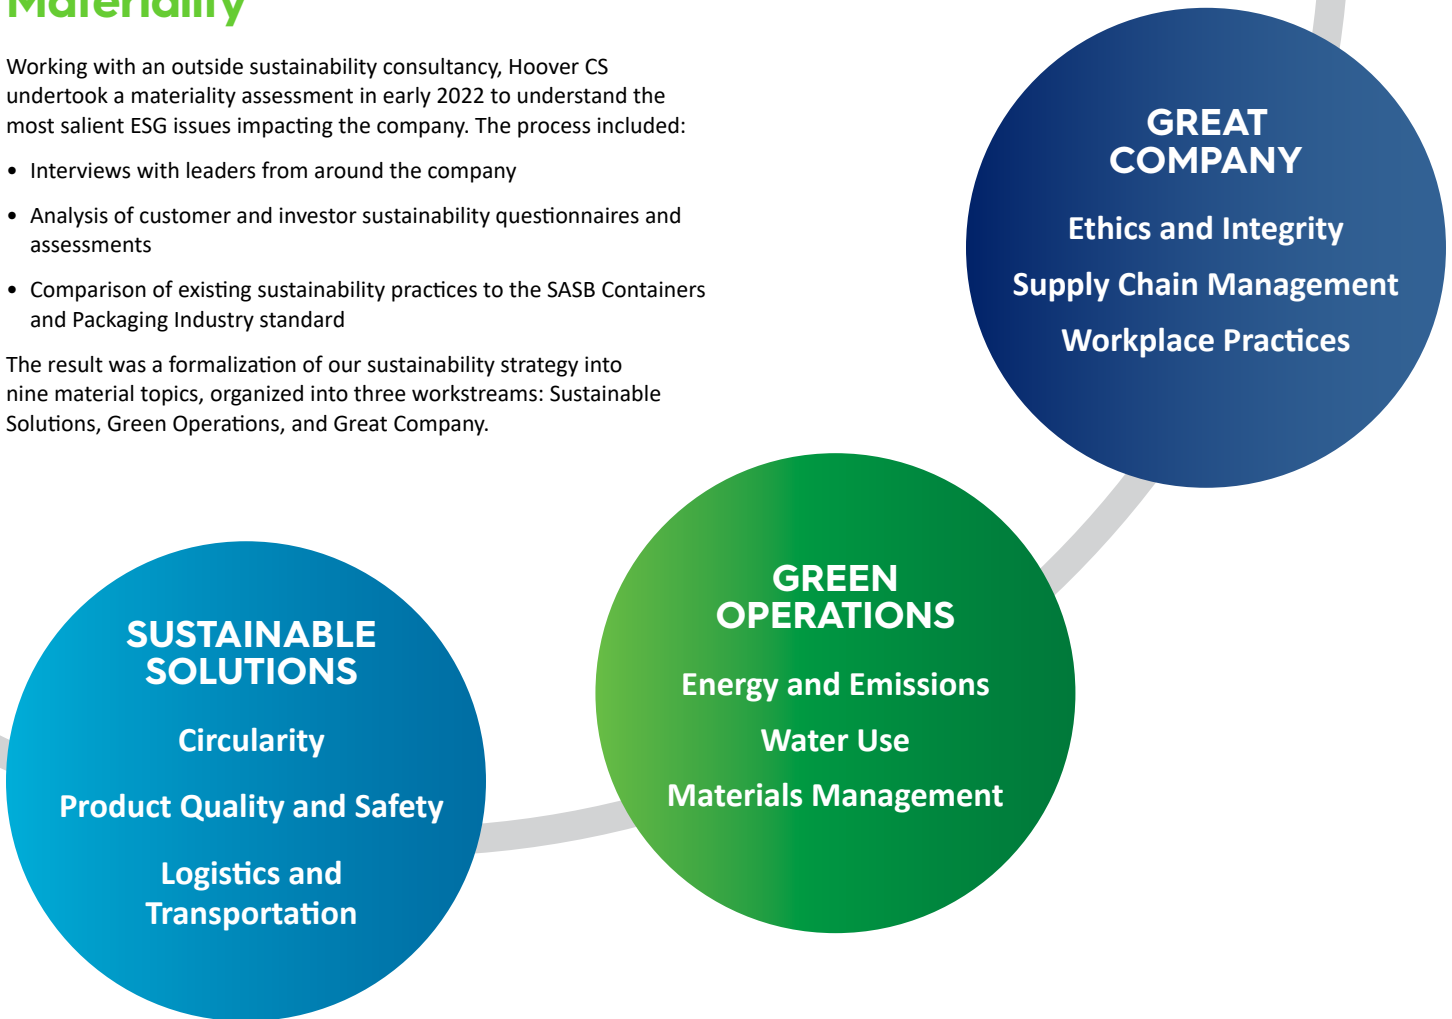 Materiality
Working with an outside sustainability consultancy, Hoover CS
undertook a materiality assessment in early 2022 to understand the
most salient ESG issues impacting the company. The process included:
• Interviews with leaders from around the company
• Analysis of customer and investor sustainability questionnaires and
assessments
• Comparison of existing sustainability practices to the SASB Containers
and Packaging Industry standard
The result was a formalization of our sustainability strategy into
nine material topics, organized into three workstreams: Sustainable
Solutions, Green Operations, and Great Company.
GREAT
COMPANY
Ethics and Integrity
Supply Chain Management
Workplace Practices
GREEN
OPERATIONS
Energy and Emissions
Water Use
Materials Management
SUSTAINABLE
SOLUTIONS
Circularity
Product Quality and Safety
Logistics and
Transportation